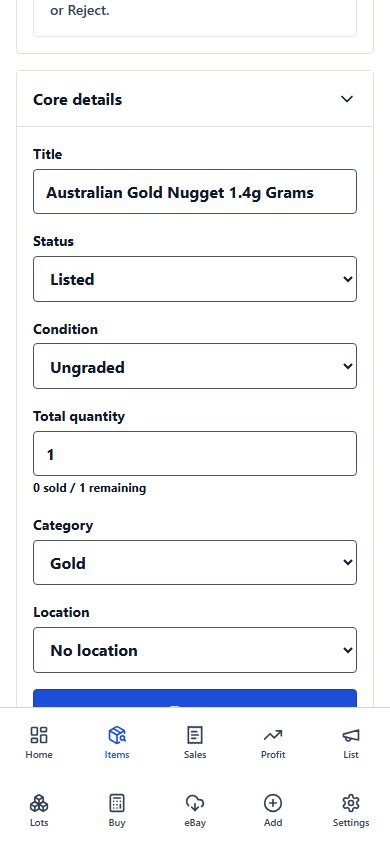 or Reject.
Core details
Title
Australian Gold Nugget 1.4g Grams
Status
Listed
Condition
Ungraded
Total quantity
1
0 sold / 1 remaining
Category
Gold
Location
No location
Home
Items
Sales
Profit
List
Lots
Buy
eBay
Add
Settings